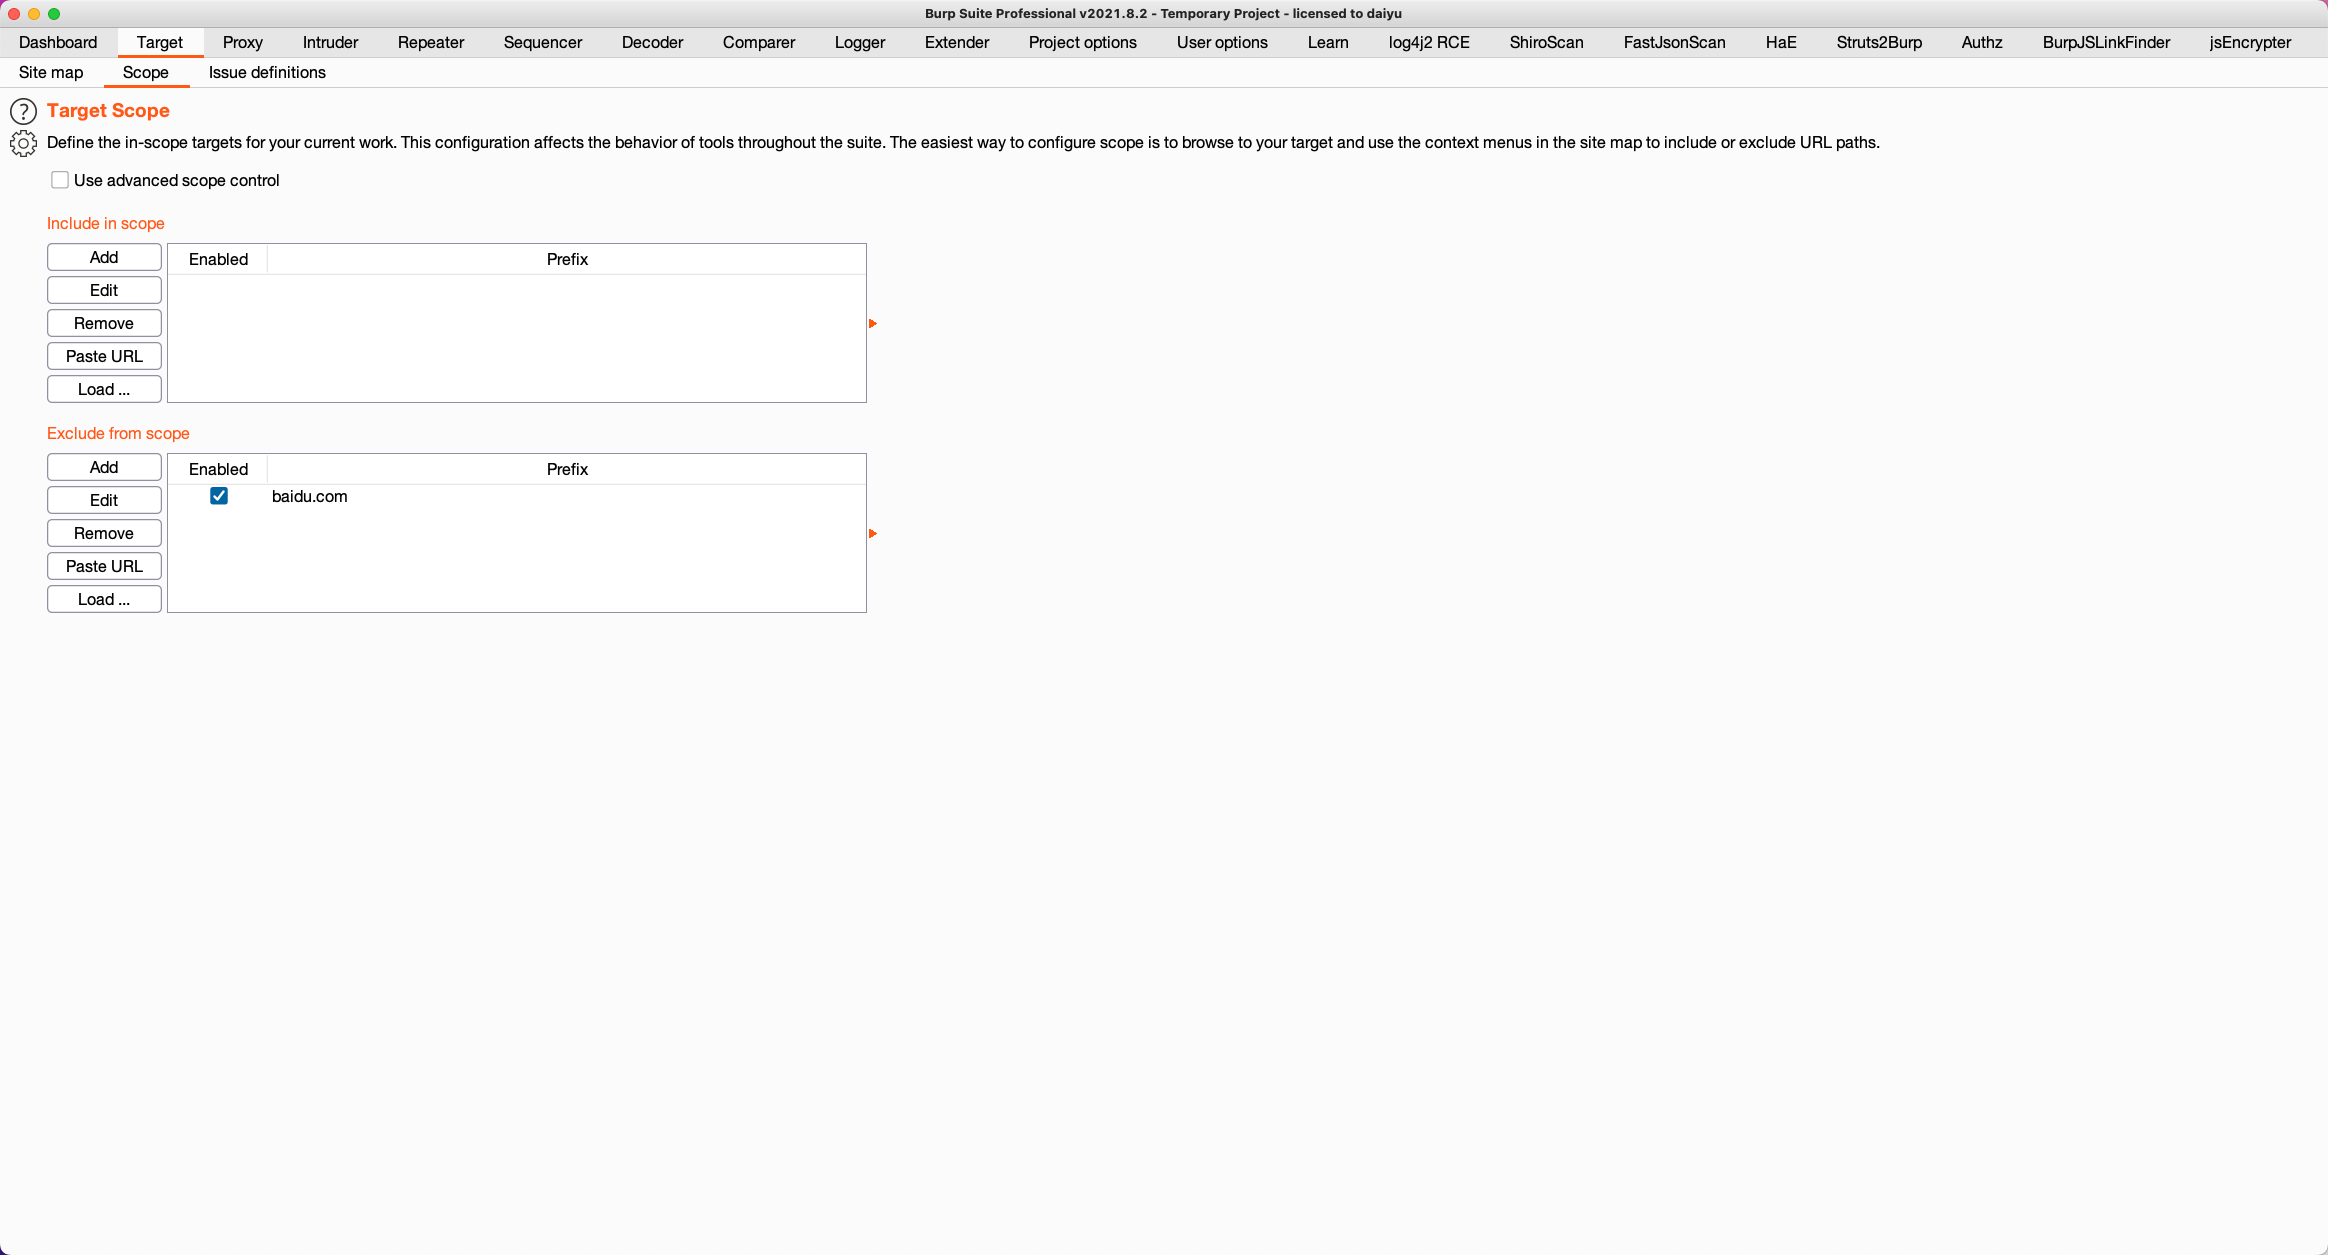 Burp Suite Professional v2021.8.2 - Temporary Project - licensed to daiyu
Dashboard Target Proxy Intruder Repeater Sequencer Decoder Comparer Logger Extender Project options User options Learn log4j2 RCE ShiroScan FastJsonScan HaE Struts2Burp Authz BurpJSLinkFinder jsEncrypter
Site map Scope Issue definitions
? Target Scope
Define the in-scope targets for your current work. This configuration affects the behavior of tools throughout the suite. The easiest way to configure scope is to browse to your target and use the context menus in the site map to include or exclude URL paths.
Use advanced scope control
Include in scope
Add Enabled Prefix
Edit
Remove
Paste URL
Load ...
Exclude from scope
Add Enabled Prefix
Edit baidu.com
Remove
Paste URL
Load ...